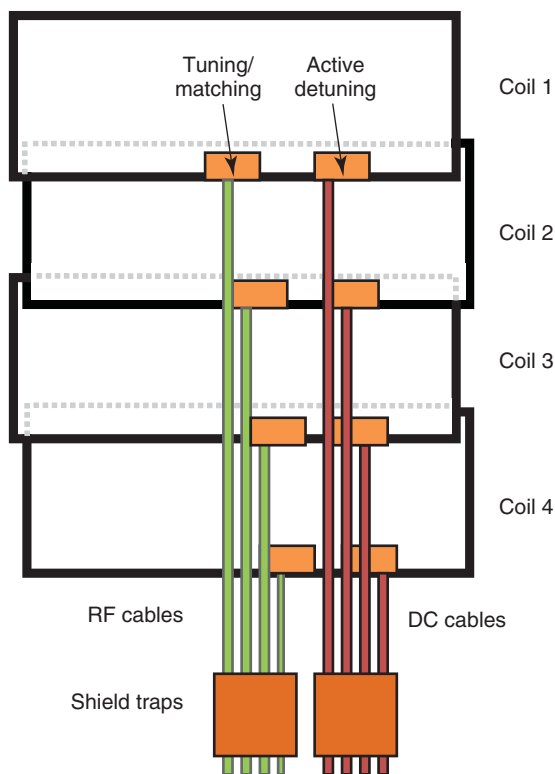 Tuning/
matching
Active
detuning
Coil 1
Coil 2
Coil 3
Coil 4
RF cables
DC cables
Shield traps